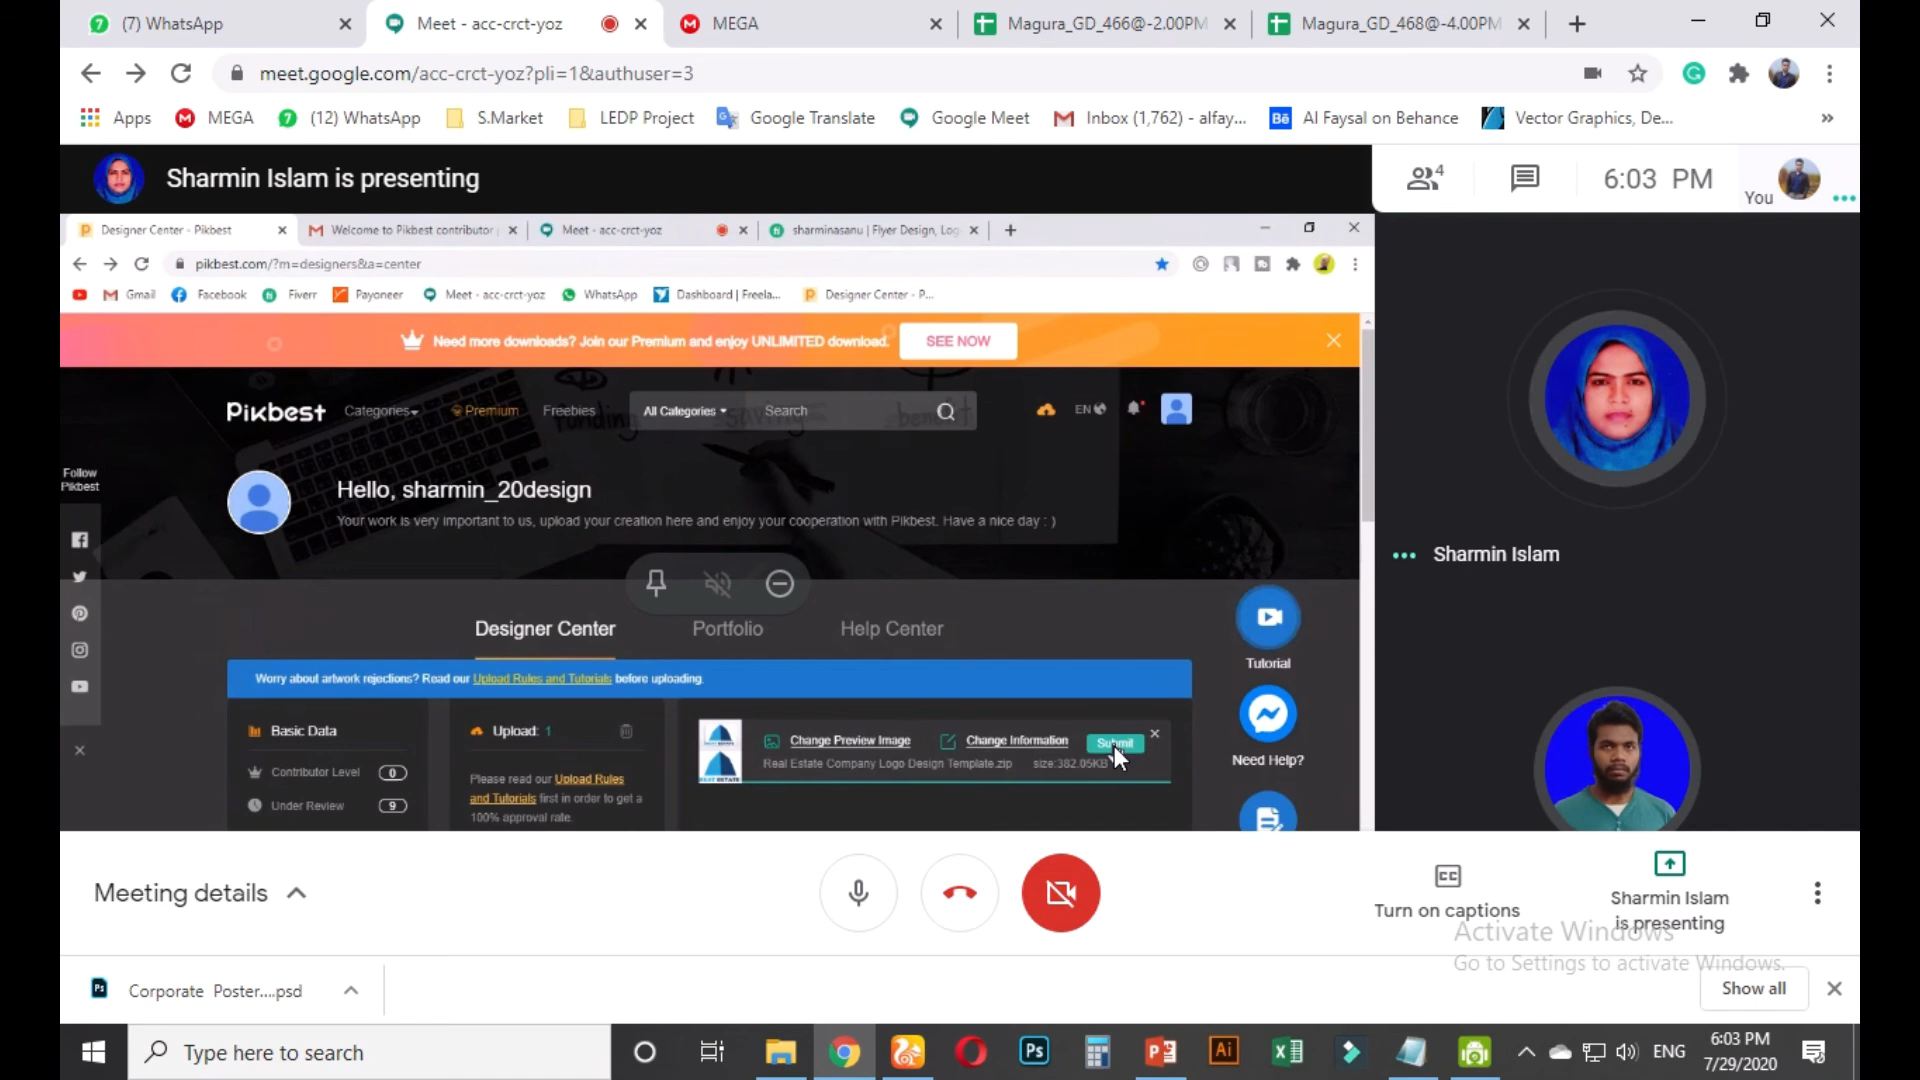 (7) WhatsApp
Meet - acc-crct-yoz
MEGA
Magura_GD_466@-2.00PM
Magura_GD_468@-4.00PM
meet.google.com/acc-crct-yoz?pli=1&authuser=3
Apps
MEGA
(12) WhatsApp
S.Market
LEDP Project
Google Translate
Google Meet
Inbox (1,762) - alfay...
Al Faysal on Behance
Vector Graphics, De...
Sharmin Islam is presenting
4
6:03 PM
You
Designer Center - Pikbest
Welcome to Pikbest contributor
Meet - acc-crct-yoz
sharminasanu | Flyer Design, Log
pikbest.com/?m=designers&a=center
Gmail
Facebook
Fiverr
Payoneer
Meet - acc-crct-yoz
WhatsApp
Dashboard | Freela...
Designer Center - P...
Need more downloads? Join our Premium and enjoy UNLIMITED download.
SEE NOW
Pikbest
Categories
Premium
Freebies
All Categories
Search
EN
Follow
Pikbest
Hello, sharmin_20design
Your work is very important to us, upload your creation here and enjoy your cooperation with Pikbest. Have a nice day : )
Designer Center
Portfolio
Help Center
Worry about artwork rejections? Read our Upload Rules and Tutorials before uploading.
Basic Data
Contributor Level 0
Under Review 9
Upload: 1
Please read our Upload Rules
and Tutorials first in order to get a
100% approval rate.
Change Preview Image
Change Information
Submit
Real Estate Company Logo Design Template.zip
size:382.05KB
Tutorial
Need Help?
Sharmin Islam
Meeting details
Turn on captions
Sharmin Islam
is presenting
Activate Windows
Go to Settings to activate Windows.
Corporate Poster....psd
Show all
Type here to search
ENG
6:03 PM
7/29/2020